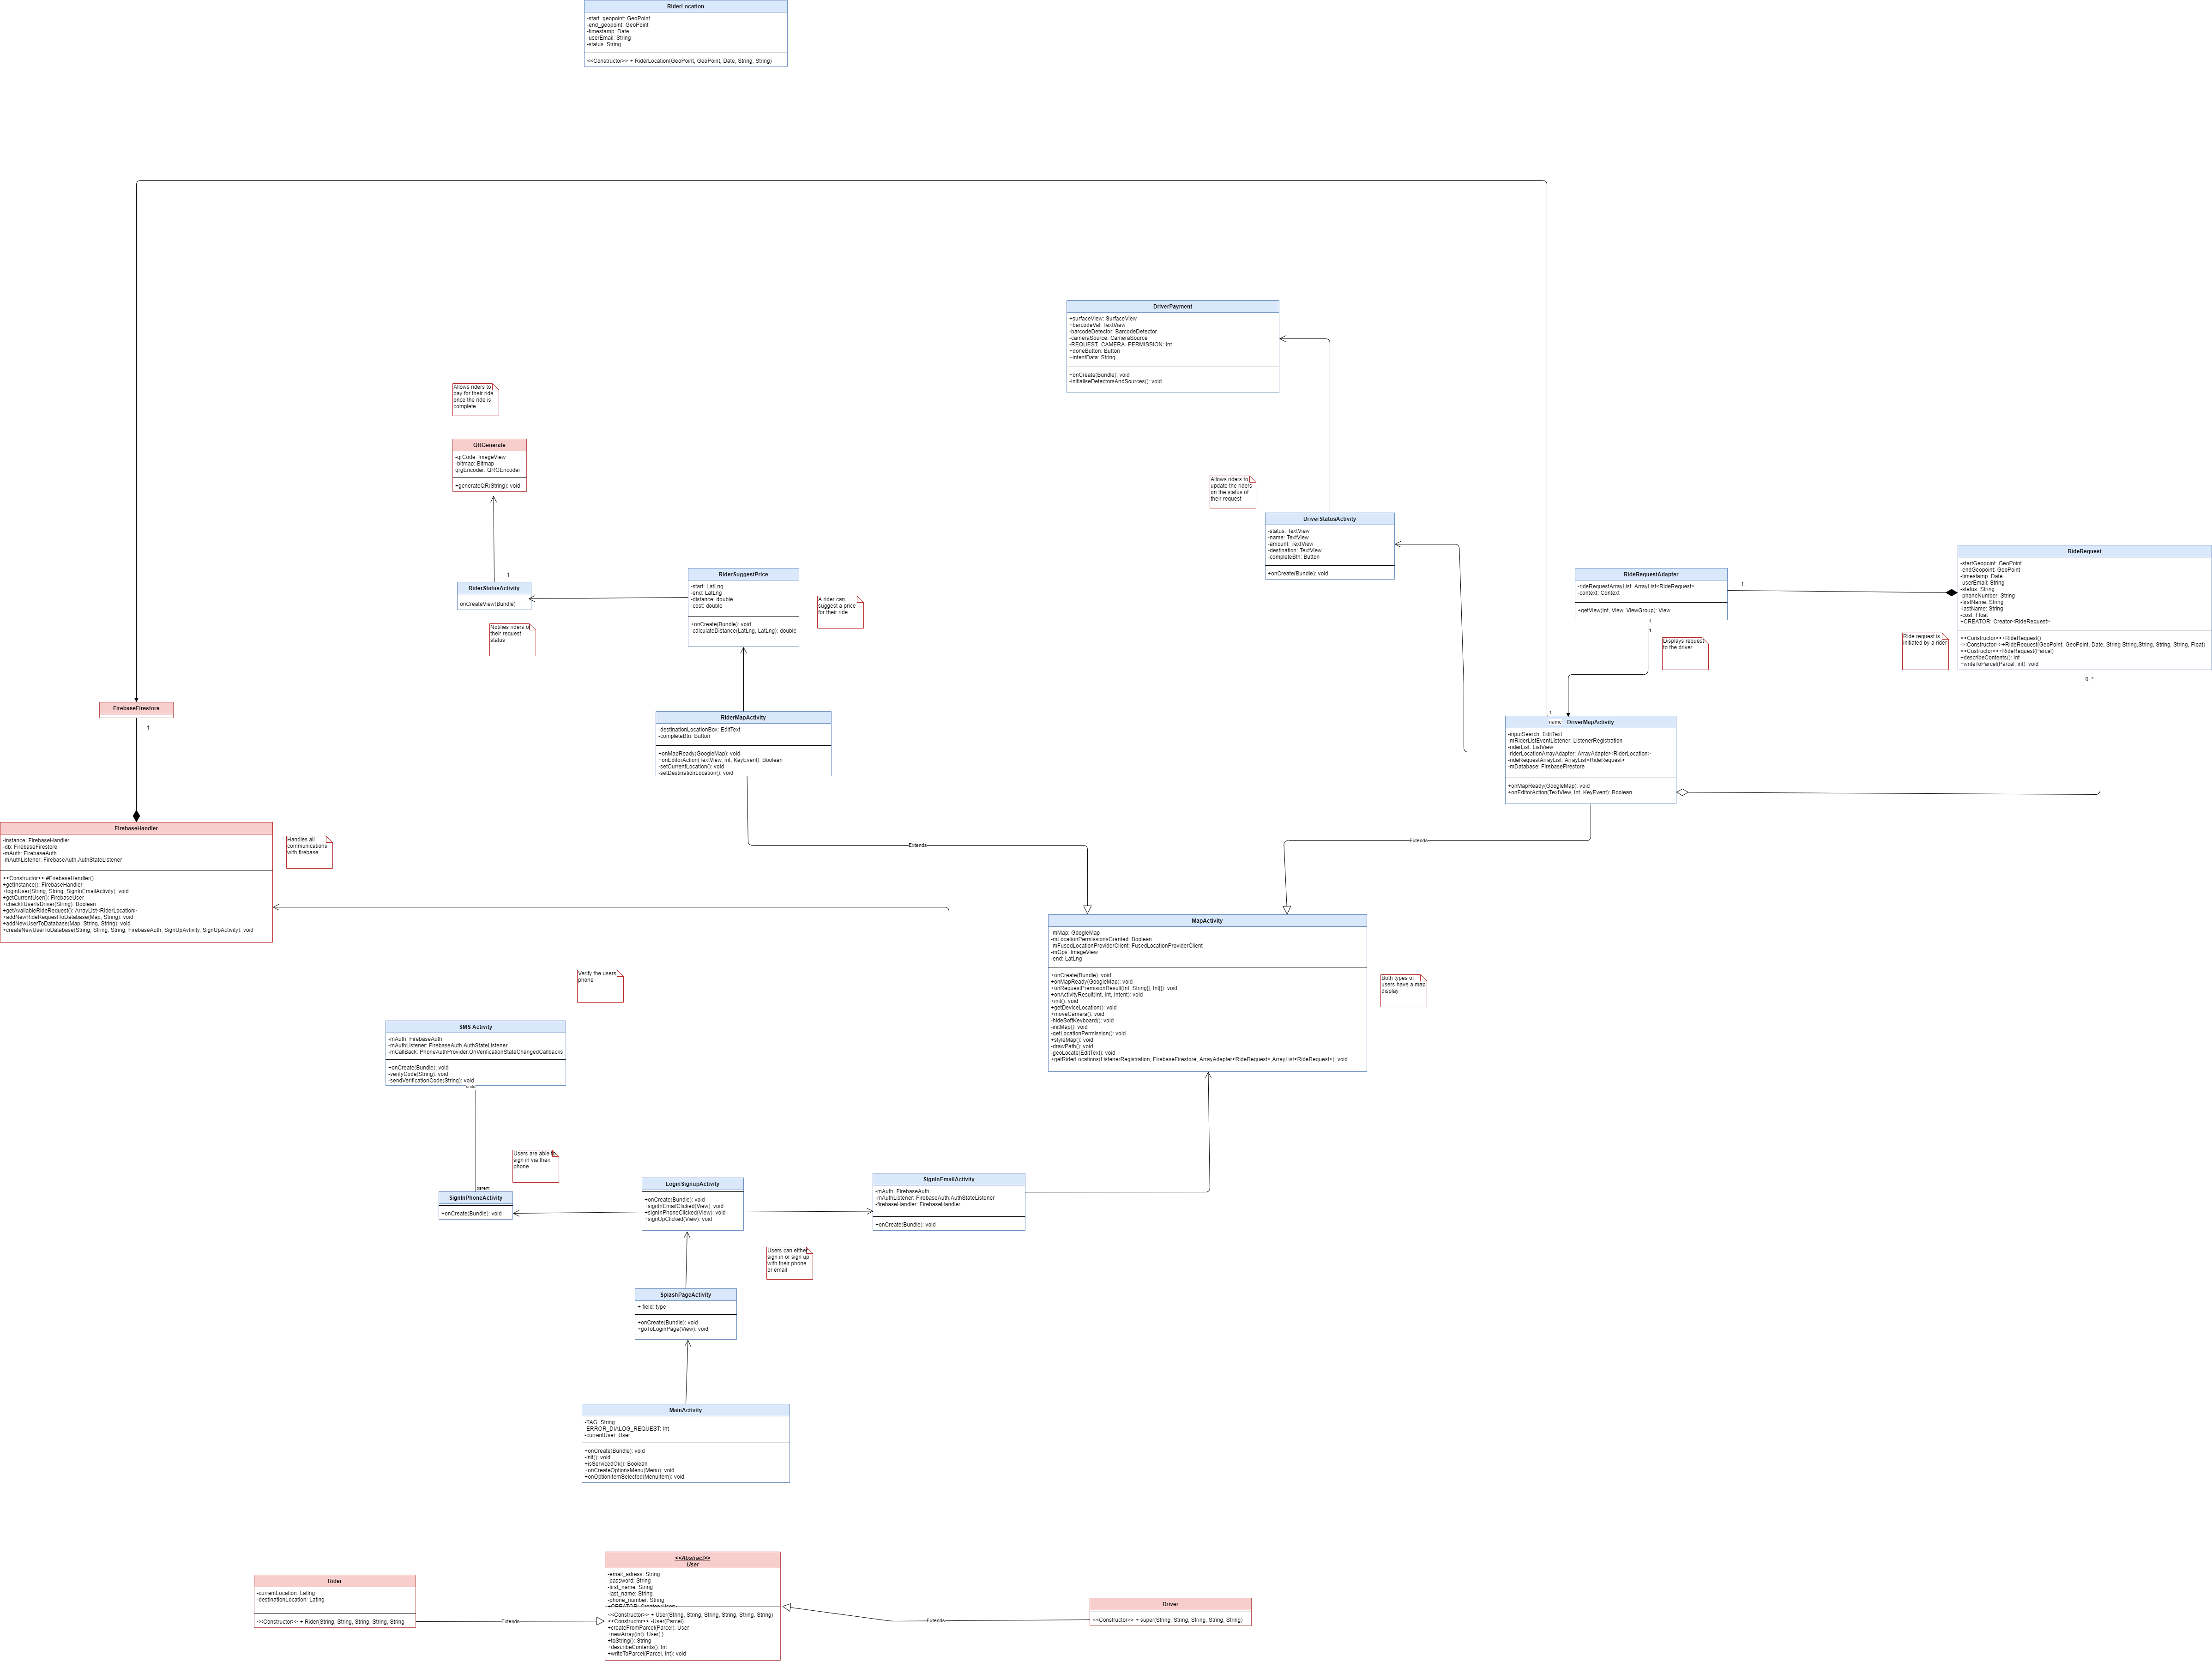 RiderLocation
-start_geopoint: GeoPoint
-end_geopoint: GeoPoint
-timestamp: Date
-userEmail: String
-status: String
<<Constructor>> + RiderLocation(GeoPoint, GeoPoint, Date, String, String)
DriverPayment
+surfaceView: SurfaceView
+barcodeVal: TextView
-barcodeDetector: BarcodeDetector
-cameraSource: CameraSource
-REQUEST_CAMERA_PERMISSION: Int
+doneButton: Button
+intentData: String
+onCreate(Bundle): void
-initialiseDetectorsAndSources(): void
Allows riders to
pay for their ride
once the ride is
complete
QRGenerate
-qrCode: ImageView
-bitmap: Bitmap
qrgEncoder: QRGEncoder
+generateQR(String): void
Allows riders to
update the riders
on the status of
their request
DriverStatusActivity
-status: TextView
-name: TextView
-amount: TextView
-destination: TextView
-completeBtn: Button
+onCreate(Bundle): void
1
RiderStatusActivity
onCreateView(Bundle)
Notifies riders of
their request
status
RiderSuggestPrice
-start: LatLng
-end: LatLng
-distance: double
-cost: double
+onCreate(Bundle): void
-calculateDistance(LatLng, LatLng): double
A rider can
suggest a price
for their ride
RideRequestAdapter
-rideRequestArrayList: ArrayList<RideRequest>
-context: Context
+getView(Int, View, ViewGroup): View
1
1
1
Displays request
to the driver
RideRequest
-startGeopoint: GeoPoint
-endGeopoint: GeoPoint
-timestamp: Date
-userEmail: String
-status: String
-phoneNumber: String
-firstName: String
-lastName: String
-cost: Float
+CREATOR: Creator<RideRequest>
<<Constructor>>+RideRequest()
<<Constructor>>+RideRequest(GeoPoint, GeoPoint, Date, String String,String, String, String, Float)
<<Custructor>>+RideRequest(Parcel)
+describeContents(): Int
+writeToParcel(Parcel, int): void
Ride request is
initiated by a rider
0..*
FirebaseFirestore
1
RiderMapActivity
-destinationLocationBox: EditText
-completeBtn: Button
+onMapReady(GoogleMap): void
+onEditorAction(TextView, Int, KeyEvent): Boolean
-setCurrentLocation(): void
-setDestinationLocation(): void
1
name
DriverMapActivity
-inputSearch: EditText
-mRiderListEventListener: ListenerRegistration
-riderList: ListView
-riderLocationArrayAdapter: ArrayAdapter<RiderLocation>
-rideRequestArrayList: ArrayList<RideRequest>
-mDatabase: FirebaseFirestore
+onMapReady(GoogleMap): void
+onEditorAction(TextView, Int, KeyEvent): Boolean
FirebaseHandler
-instance: FirebaseHandler
-db: FirebaseFirestore
-mAuth: FirebaseAuth
-mAuthListener: FirebaseAuth.AuthStateListener
<<Constructor>> #FirebaseHandler()
+getInstance(): FirebaseHandler
+loginUser(String, String, SignInEmailActivity): void
+getCurrentUser(): FirebaseUser
+checkIfUserisDriver(String): Boolean
+getAvailableRideRequest(): ArrayList<RiderLocation>
+addNewRideRequestToDatabase(Map, String): void
+addNewUserToDatabase(Map, String, String): void
+createNewUserToDatabase(String, String, String, FirebaseAuth, SignUpAvtivity, SignUpActivity): void
Handles all
communications
with firebase
Extends
Extends
MapActivity
-mMap: GoogleMap
-mLocationPermissionsGranted: Boolean
-mFusedLocationProviderClient: FusedLocationProviderClient
-mGps: ImageView
-end: LatLng
+onCreate(Bundle): void
+onMapReady(GoogleMap): void
+onRequestPremisionResult(Int, String[], Int[]): void
+onActivityResult(Int, Int, Intent): void
+init(): void
+getDeviceLocation(): void
+moveCamera(): void
-hideSoftKeyboard(): void
-initMap(): void
-getLocationPermission(): void
+styleMap(): void
-drawPath(): void
-geoLocate(EditText): void
+getRiderLocations(ListenerRegistration, FirebaseFirestore, ArrayAdapter<RideRequest>,ArrayList<RideRequest>): void
Both types of
users have a map
display
Verify the users
phone
SMS Activity
-mAuth: FirebaseAuth
-mAuthListener: FirebaseAuth.AuthStateListener
-mCallBack: PhoneAuthProvider.OnVerificationStateChangedCallbacks
+onCreate(Bundle): void
-verifyCode(String): void
-sendVerificationCode(String): void
child
Users are able to
sign in via their
phone
parent
SignInPhoneActivity
+onCreate(Bundle): void
LoginSignupActivity
+onCreate(Bundle): void
+signInEmailClicked(View): void
+signInPhoneClicked(View): void
+signUpClicked(View): void
SignInEmailActivity
-mAuth: FirebaseAuth
-mAuthListener: FirebaseAuth.AuthStateListener
-firebaseHandler: FirebaseHandler
+onCreate(Bundle): void
Users can either
sign in or sign up
with their phone
or email
SplashPageActivity
+ field: type
+onCreate(Bundle): void
+goToLoginPage(View): void
MainActivity
-TAG: String
-ERROR_DIALOG_REQUEST: Int
-currentUser: User
+onCreate(Bundle): void
-init(): void
+isServicedOk(): Boolean
+onCreateOptionsMenu(Menu): void
+onOptionItemSelected(MenuItem): void
<<Abstract>>
User
-email_adress: String
-password: String
-first_name: String
-last_name: String
-phone_number: String
+CREATOR: Creator<User>
<<Constructor>> + User(String, String, String, String, String, String)
<<Constructor>> -User(Parcel)
+createFromParcel(Parcel): User
+newArray(int): User[ ]
+toString(): String
+describeContents(): Int
+writeToParcel(Parcel, Int): void
Rider
-currentLocation: Latlng
-destinationLocation: Latlng
<<Constructor>> + Rider(String, String, String, String, String
Extends
Extends
Driver
<<Constructor>> + super(String, String, String, String, String)